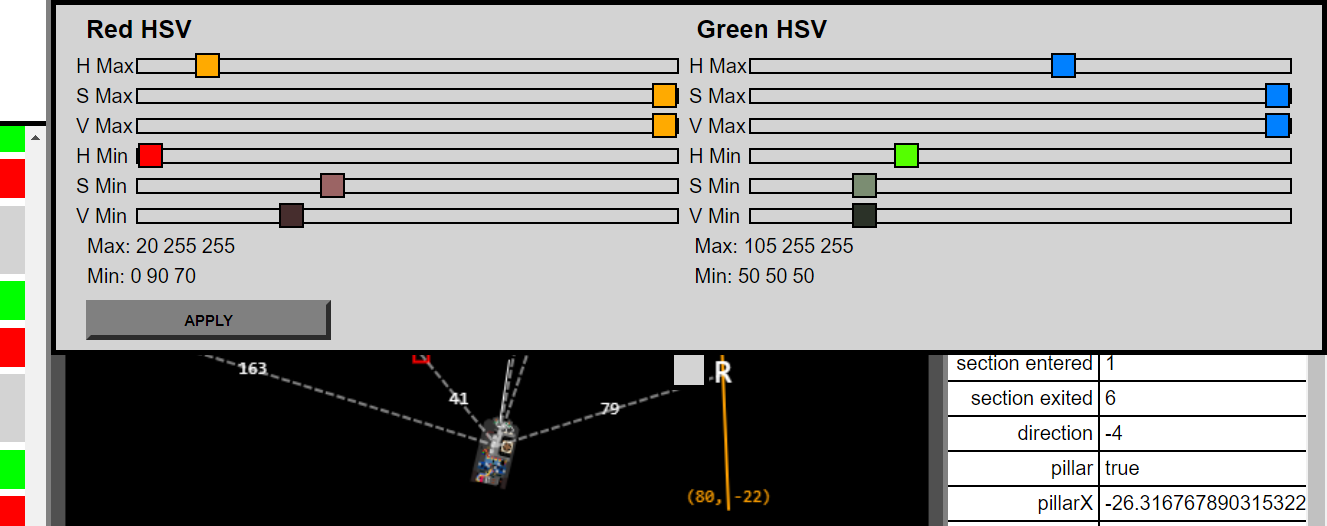 Red HSV
H Max
S Max
V Max
H Min
S Min
V Min
Max: 20 255 255
Min: 0 90 70
APPLY
Green HSV
H Max
S Max
V Max
H Min
S Min
V Min
Max: 105 255 255
Min: 50 50 50
163
41
79
R
(80, -22)
section entered 1
section exited 6
direction -4
pillar true
pillarX -26.316767890315322